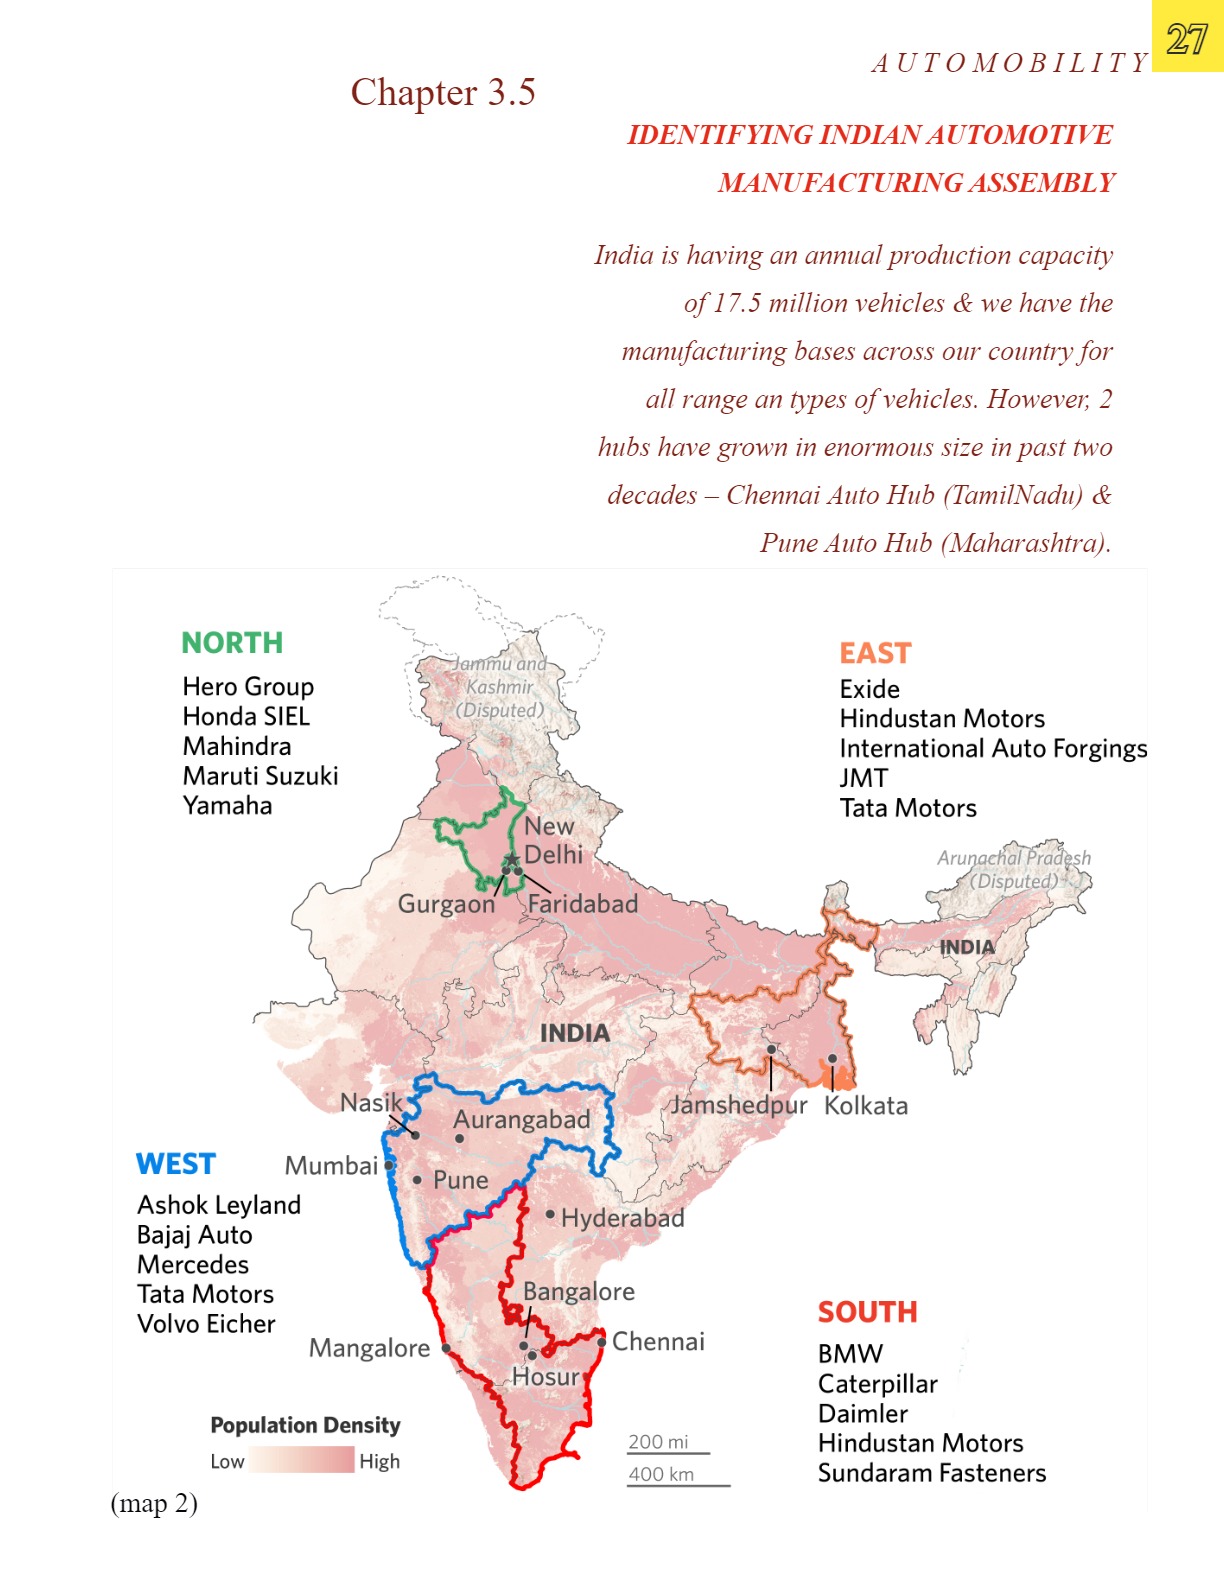 27
AUTOMOBILITY
Chapter 3.5
IDENTIFYING INDIAN AUTOMOTIVE
MANUFACTURING ASSEMBLY
India is having an annual production capacity
of 17.5 million vehicles & we have the
manufacturing bases across our country for
all range an types of vehicles. However, 2
hubs have grown in enormous size in past two
decades – Chennai Auto Hub (TamilNadu) &
Pune Auto Hub (Maharashtra).
NORTH
Hero Group
Honda SIEL
Mahindra
Maruti Suzuki
Yamaha
EAST
Exide
Hindustan Motors
International Auto Forgings
JMT
Tata Motors
Jammu and
Kashmir
(Disputed)
New
Delhi
Gurgaon
Faridabad
Arunachal Pradesh
(Disputed)
INDIA
INDIA
Jamshedpur
Kolkata
Nasik
Aurangabad
Mumbai
Pune
Hyderabad
WEST
Ashok Leyland
Bajaj Auto
Mercedes
Tata Motors
Volvo Eicher
Bangalore
Mangalore
Chennai
Hosur
SOUTH
BMW
Caterpillar
Daimler
Hindustan Motors
Sundaram Fasteners
Population Density
Low
High
200 mi
400 km
(map 2)